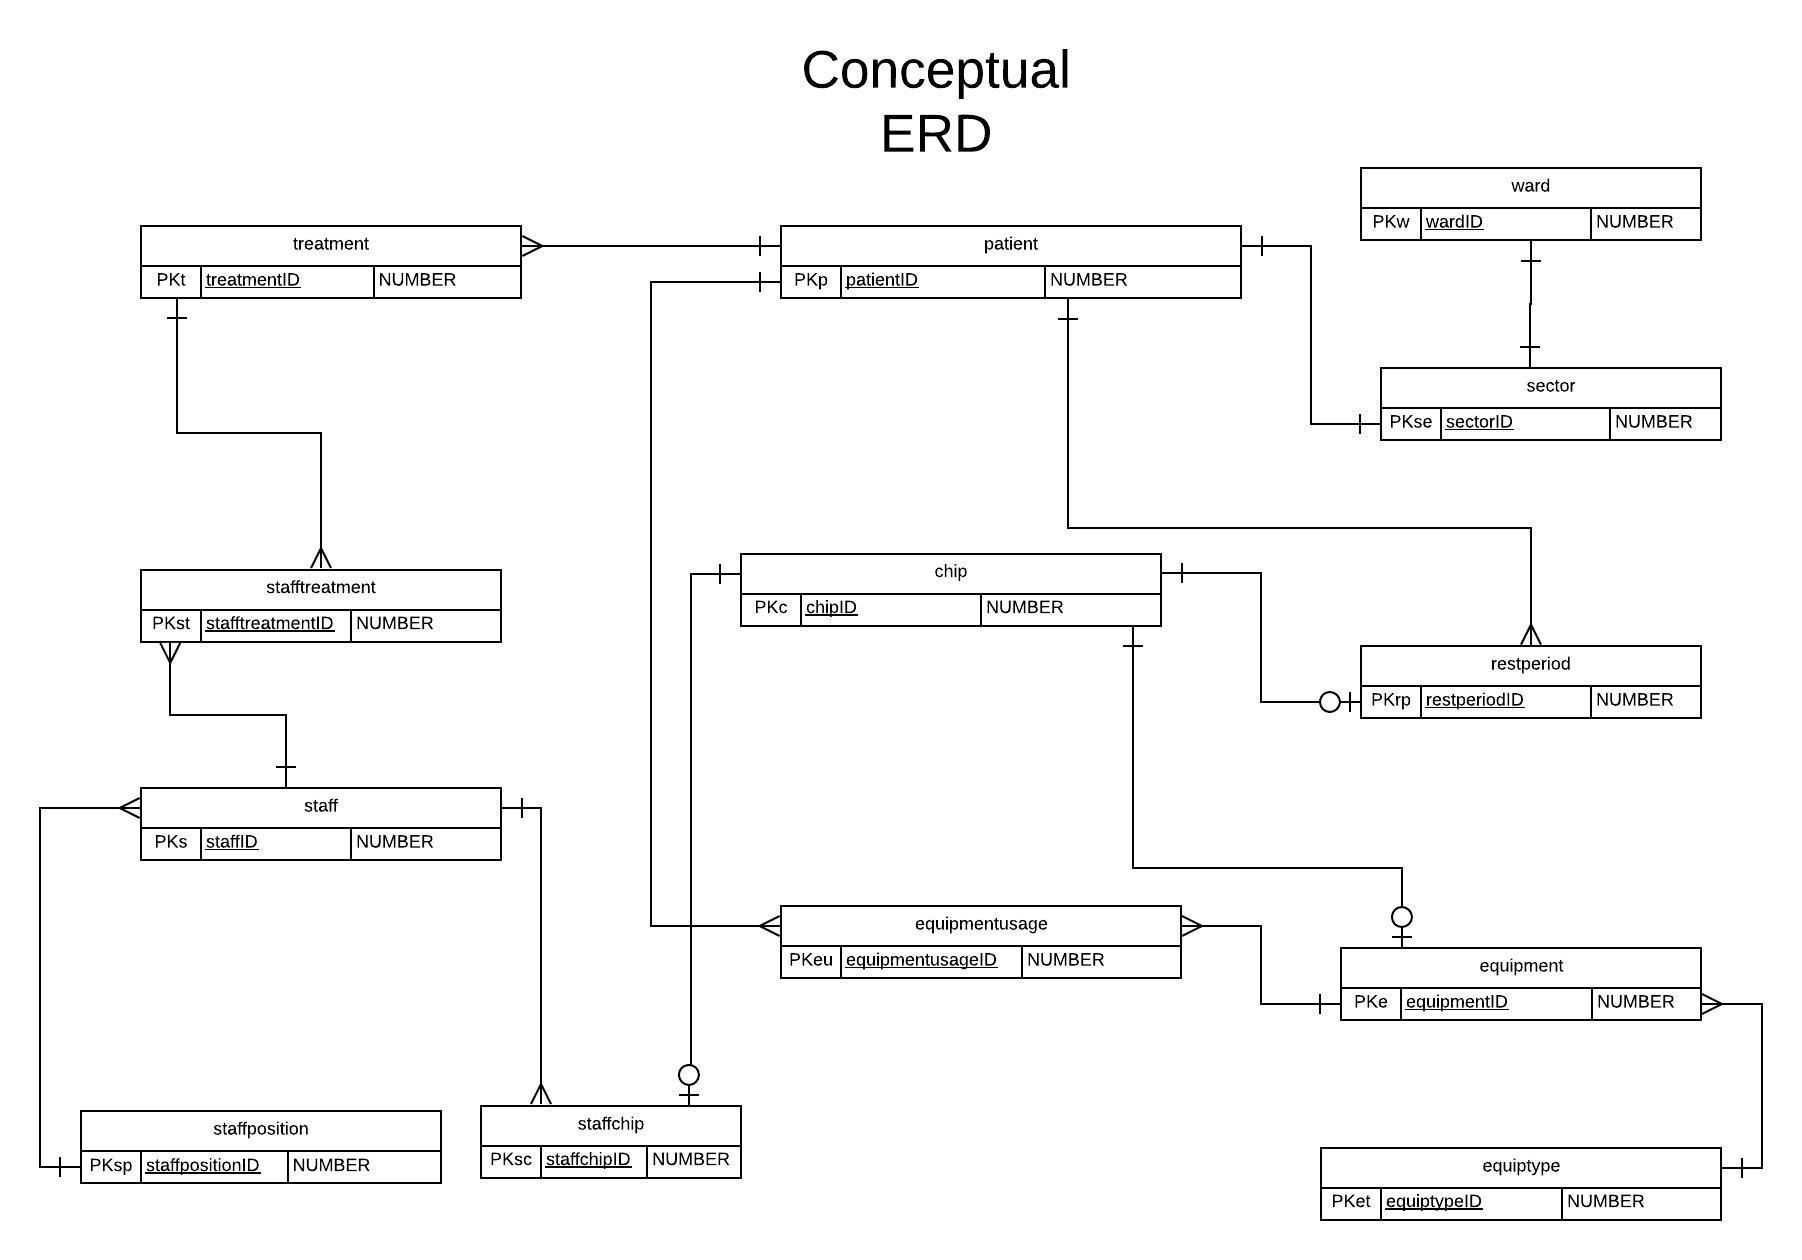 Conceptual
ERD
ward
PKw wardID NUMBER
treatment
PKt treatmentID NUMBER
patient
PKp patientID NUMBER
sector
PKse sectorID NUMBER
chip
PKc chipID NUMBER
stafftreatment
PKst stafftreatmentID NUMBER
restperiod
PKrp restperiodID NUMBER
staff
PKs staffID NUMBER
equipmentusage
PKeu equipmentusageID NUMBER
equipment
PKe equipmentID NUMBER
staffposition
PKsp staffpositionID NUMBER
staffchip
PKsc staffchipID NUMBER
equiptype
PKet equiptypeID NUMBER